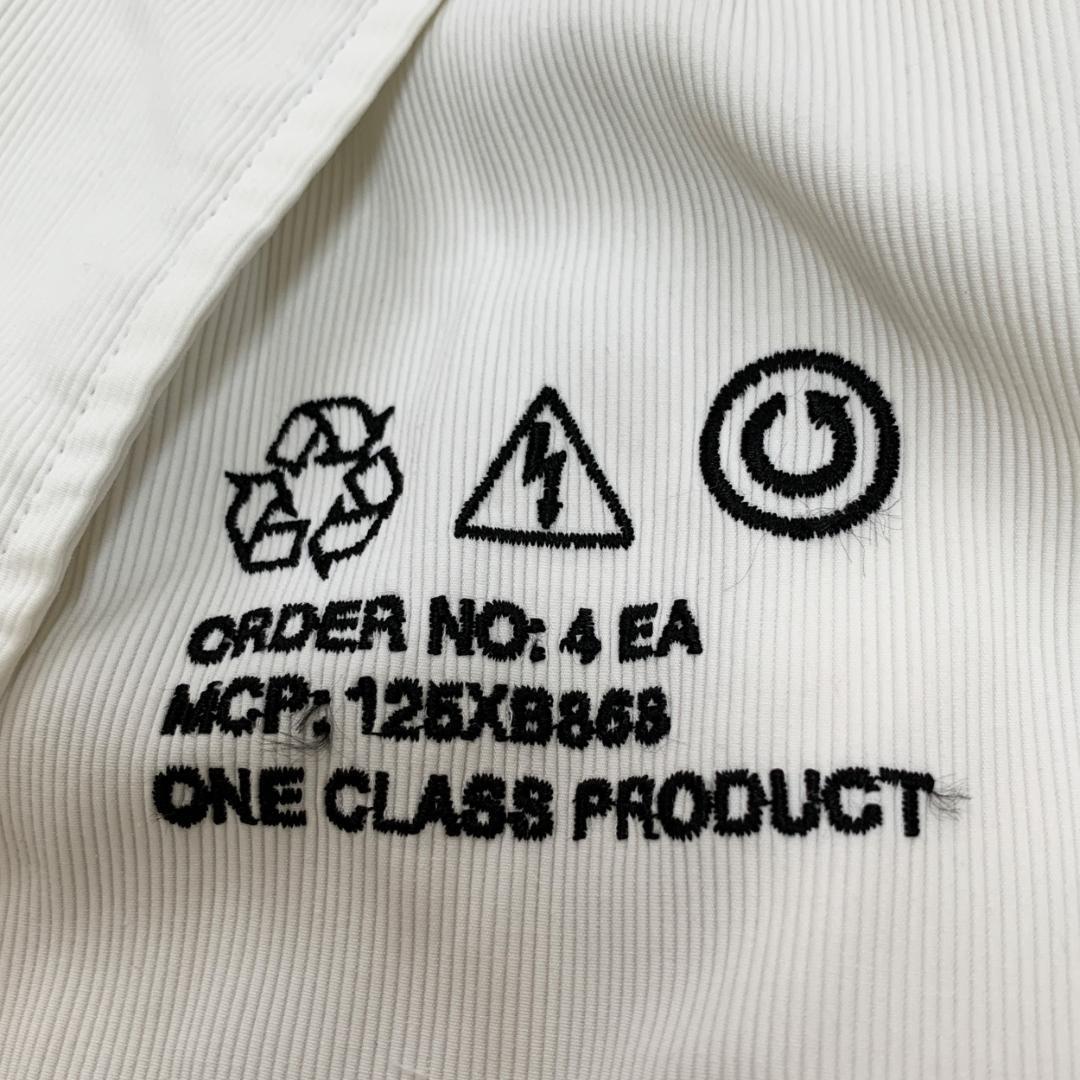 ORDER NO: 4 EA
MCP: 125XB868
ONE CLASS PRODUCT